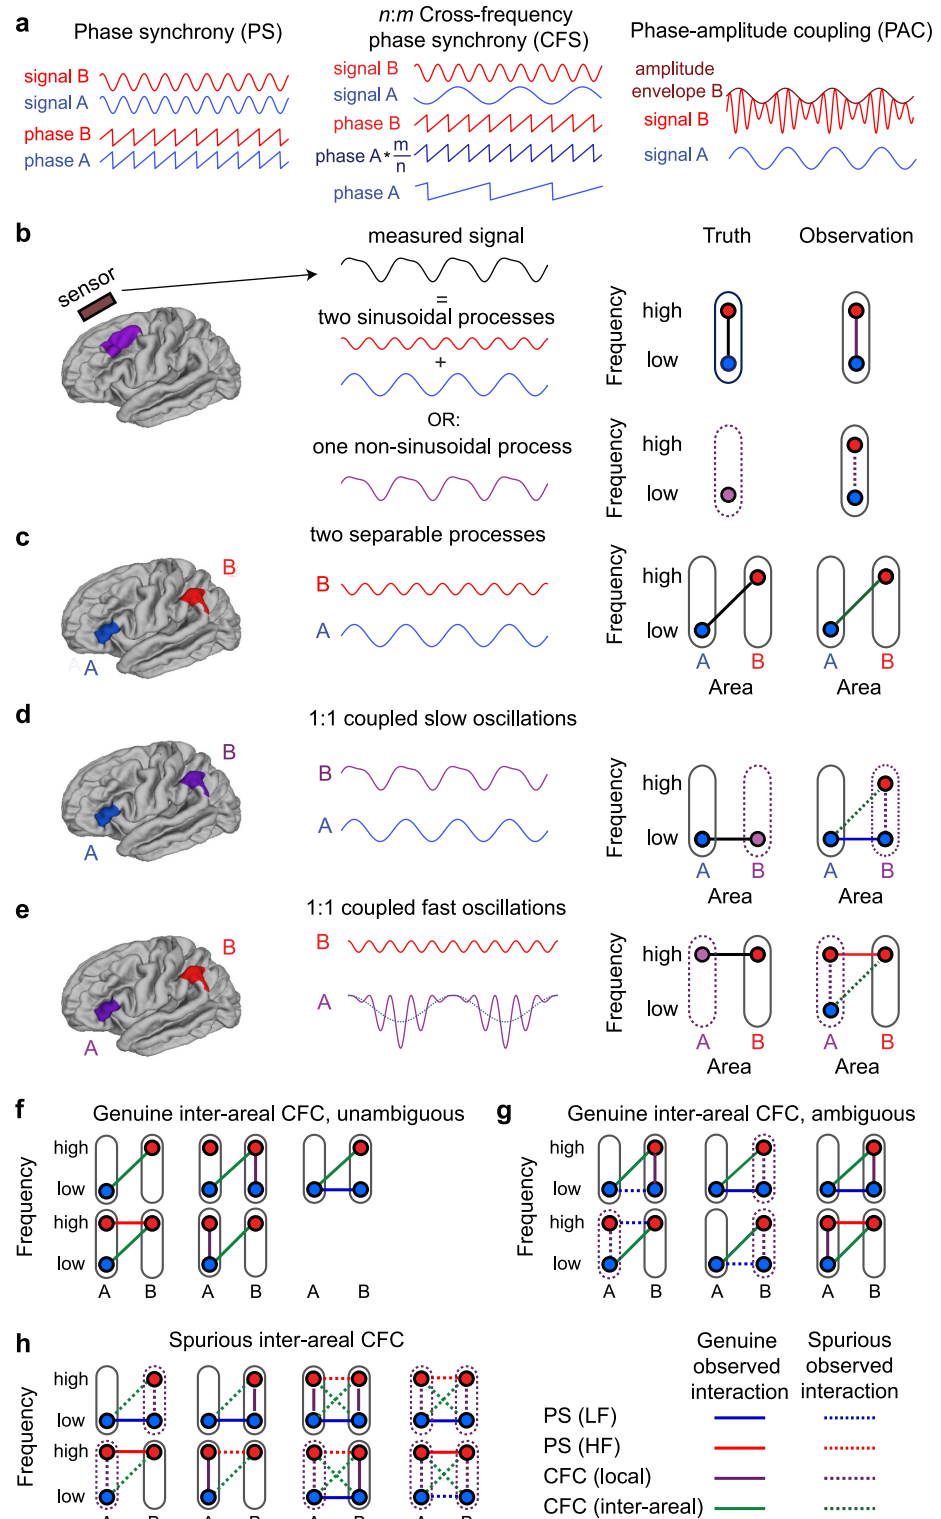 a
Phase synchrony (PS)
n:m Cross-frequency
phase synchrony (CFS)
Phase-amplitude coupling (PAC)
signal B
signal A
phase B
phase A
signal B
signal A
phase B
phase A * m/n
phase A
amplitude
envelope B
signal B
signal A
b
sensor
measured signal
=
two sinusoidal processes
+
OR:
one non-sinusoidal process
Truth
Observation
Frequency
high
low
Frequency
high
low
c
B
A
two separable processes
B
A
Frequency
high
low
A B
Area
A B
Area
d
B
A
1:1 coupled slow oscillations
B
A
Frequency
high
low
A B
Area
A B
Area
e
B
A
1:1 coupled fast oscillations
B
A
Frequency
high
low
A B
Area
A B
Area
f
Genuine inter-areal CFC, unambiguous
Frequency
high
low
high
low
A B
A B
A B
g
Genuine inter-areal CFC, ambiguous
Frequency
high
low
high
low
A B
A B
A B
h
Spurious inter-areal CFC
Frequency
high
low
high
low
A B
A B
A B
A B
Genuine
observed
interaction
Spurious
observed
interaction
PS (LF)
PS (HF)
CFC (local)
CFC (inter-areal)